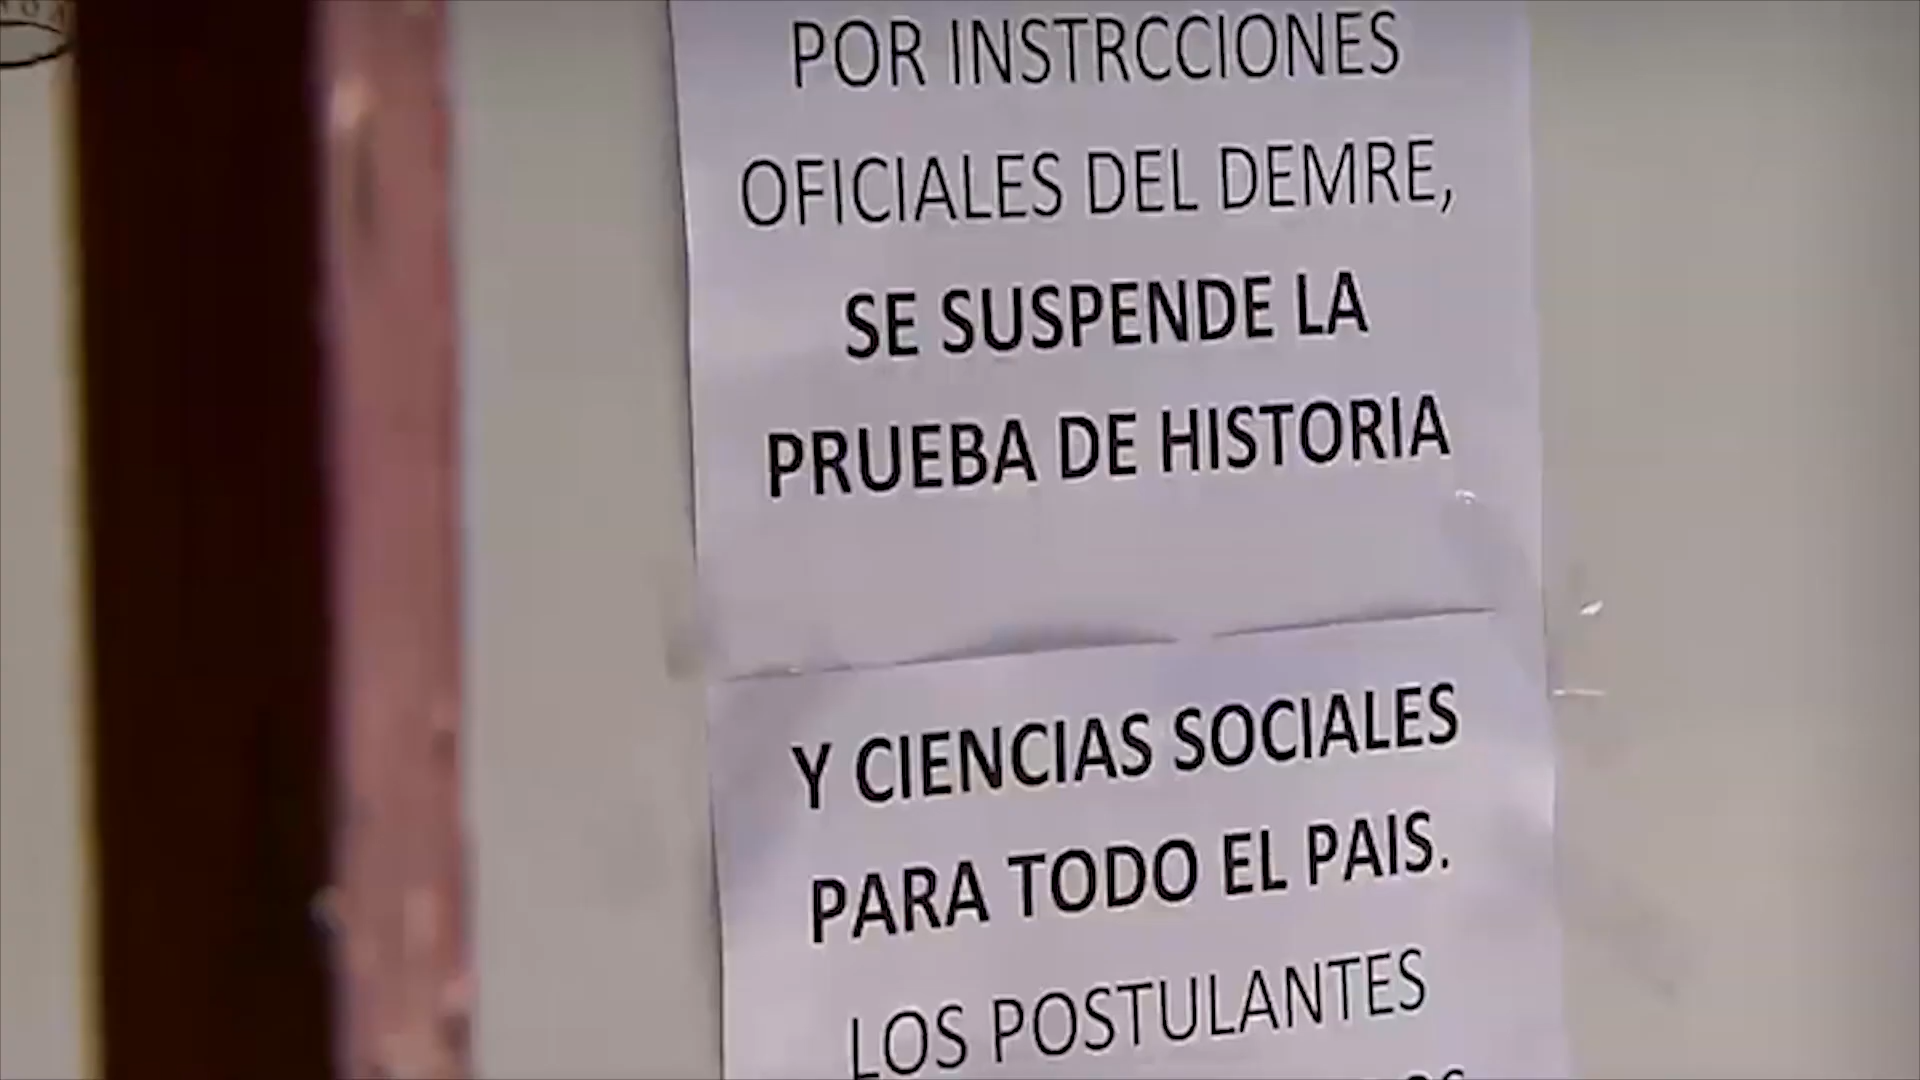 POR INSTRCCIONES
OFICIALES DEL DEMRE,
SE SUSPENDE LA
PRUEBA DE HISTORIA
Y CIENCIAS SOCIALES
PARA TODO EL PAIS.
LOS POSTULANTES